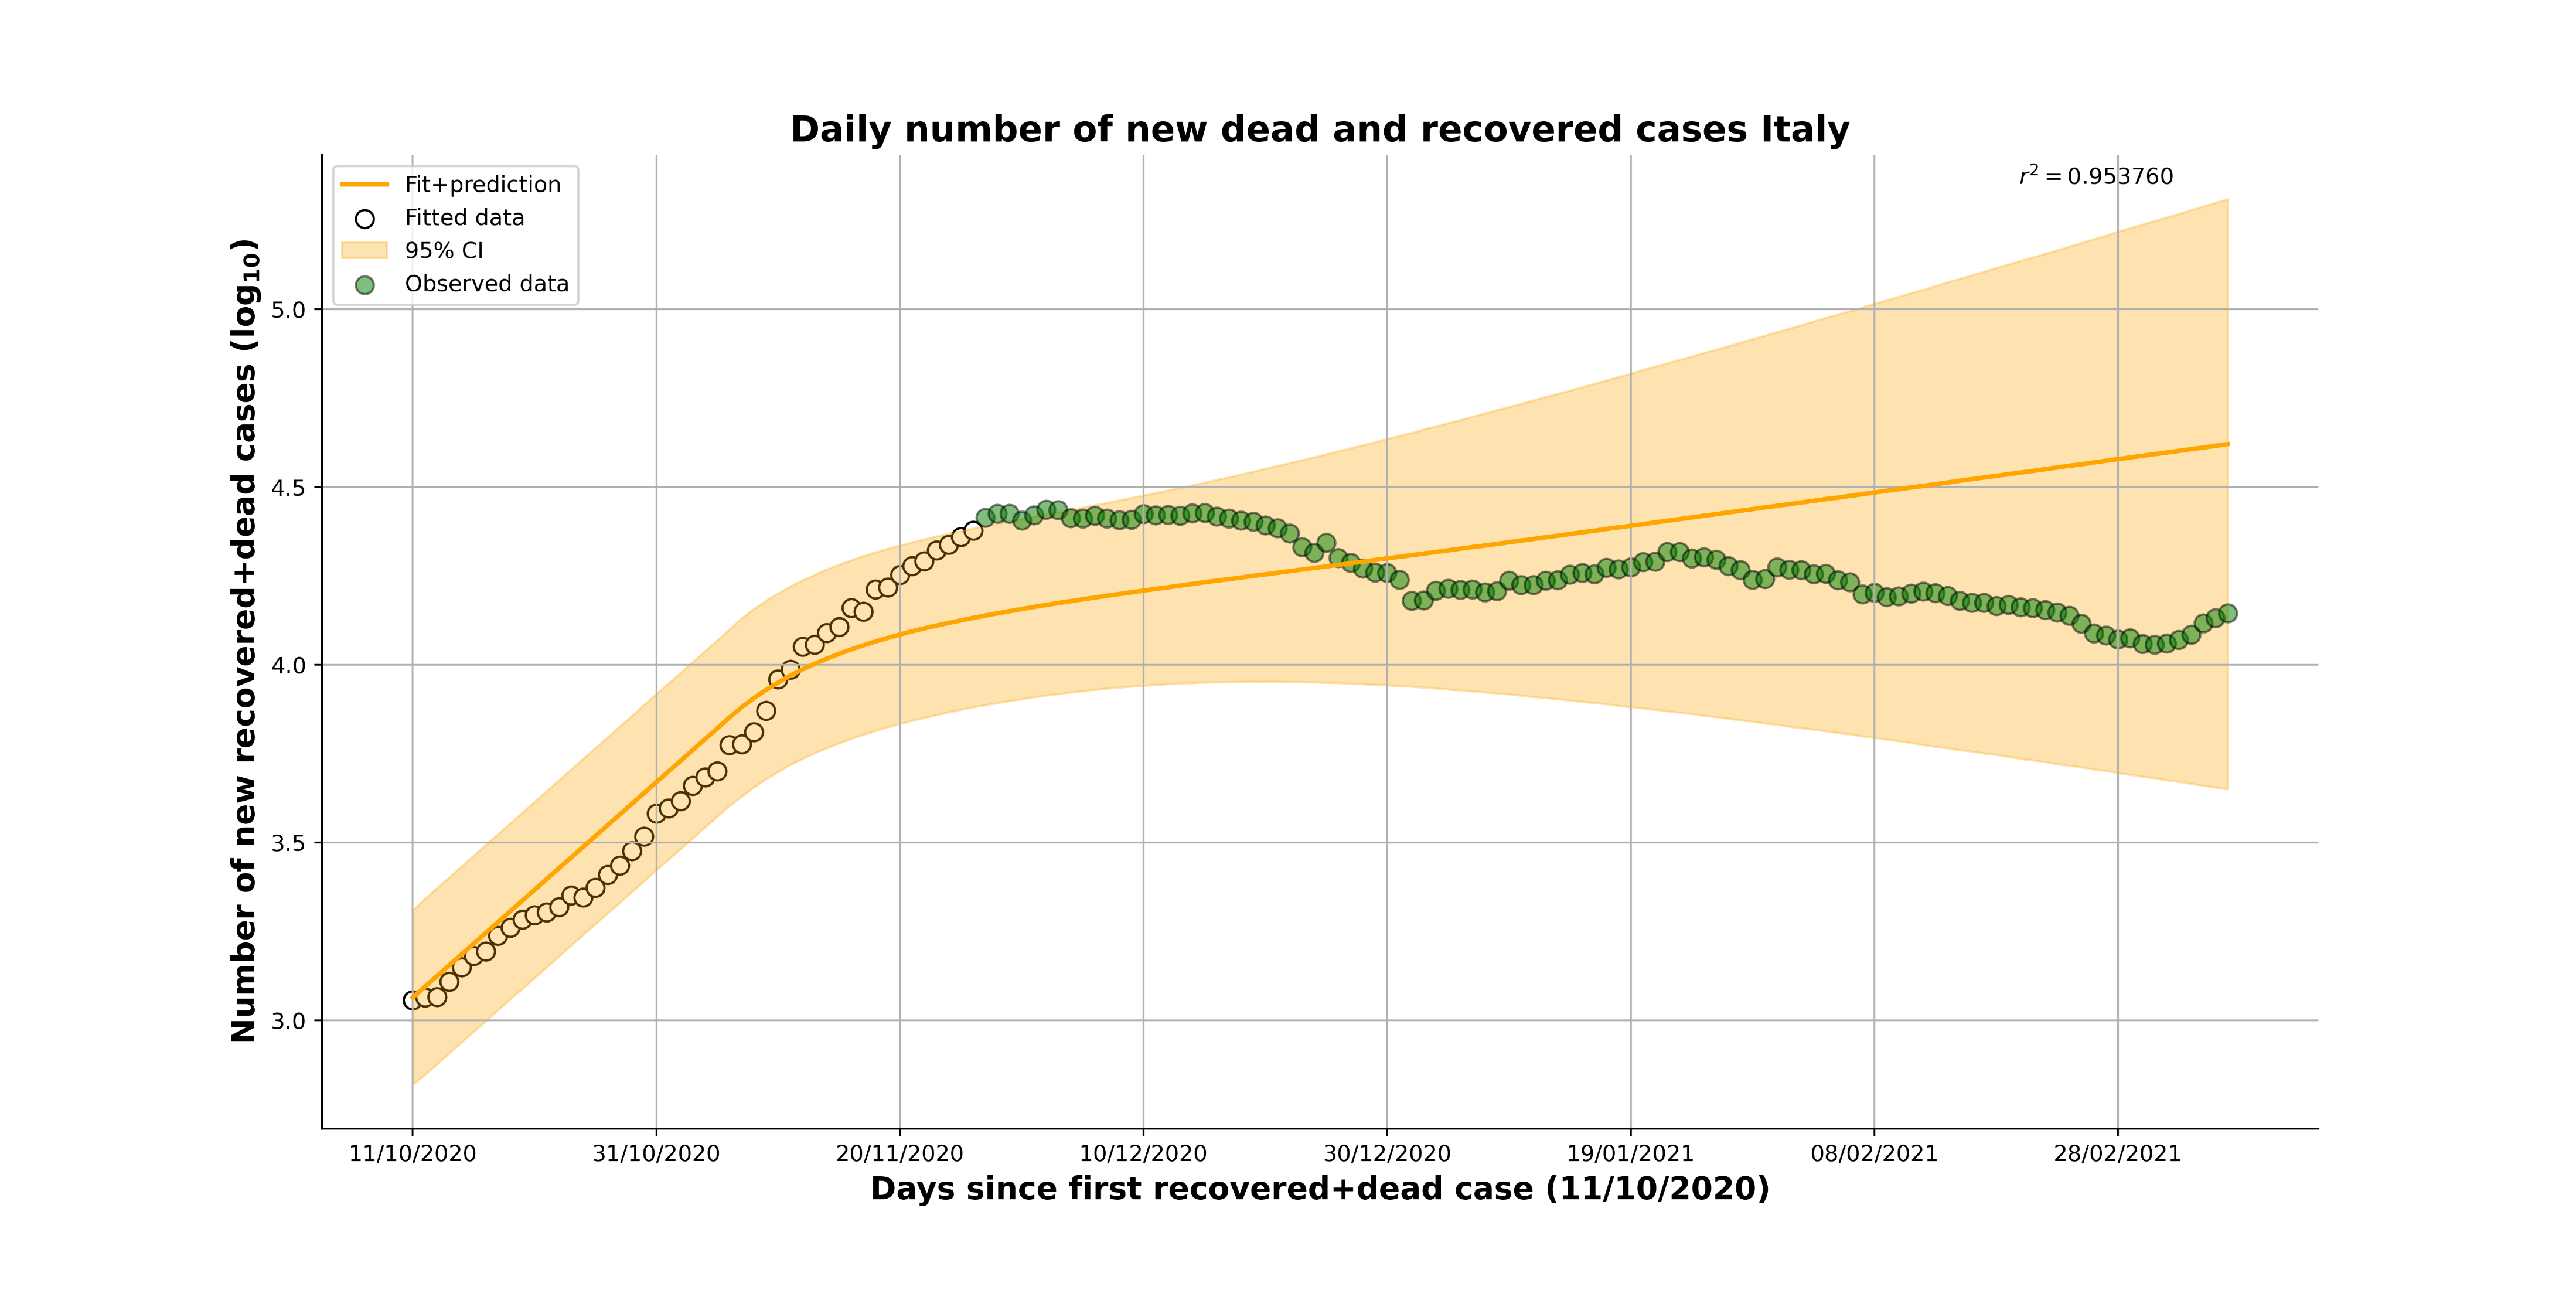 Daily number of new dead and recovered cases Italy
r² = 0.953760
Fit+prediction
Fitted data
95% CI
Observed data
Number of new recovered+dead cases (log₁₀)
5.0
4.5
4.0
3.5
3.0
11/10/2020 31/10/2020 20/11/2020 10/12/2020 30/12/2020 19/01/2021 08/02/2021 28/02/2021
Days since first recovered+dead case (11/10/2020)